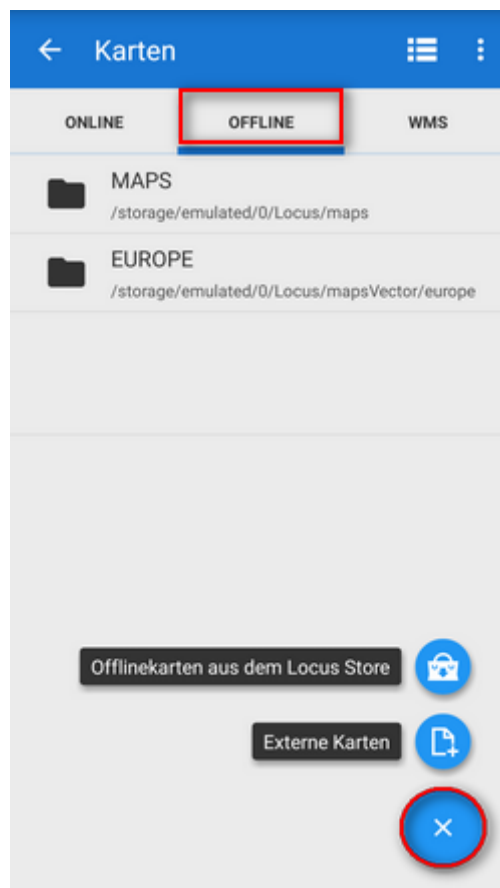 Karten
ONLINE OFFLINE WMS
MAPS
/storage/emulated/0/Locus/maps
EUROPE
/storage/emulated/0/Locus/mapsVector/europe
Offlinekarten aus dem Locus Store
Externe Karten